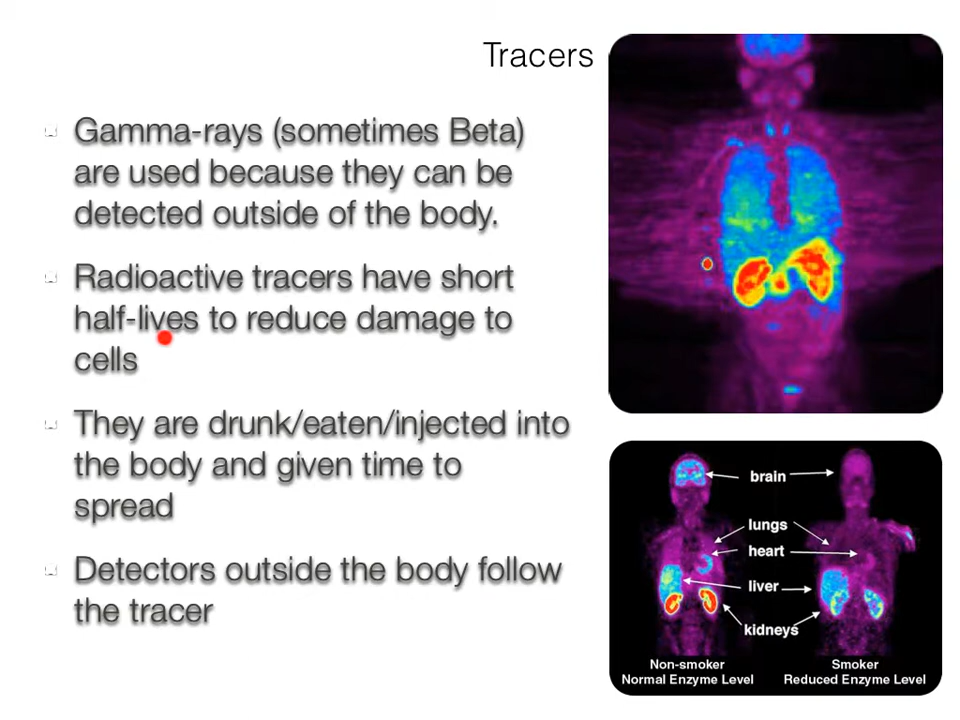 Tracers
Gamma-rays (sometimes Beta)
are used because they can be
detected outside of the body.
Radioactive tracers have short
half-lives to reduce damage to
cells
They are drunk/eaten/injected into
the body and given time to
spread
Detectors outside the body follow
the tracer
brain
lungs
heart
liver
kidneys
Non-smoker
Normal Enzyme Level
Smoker
Reduced Enzyme Level